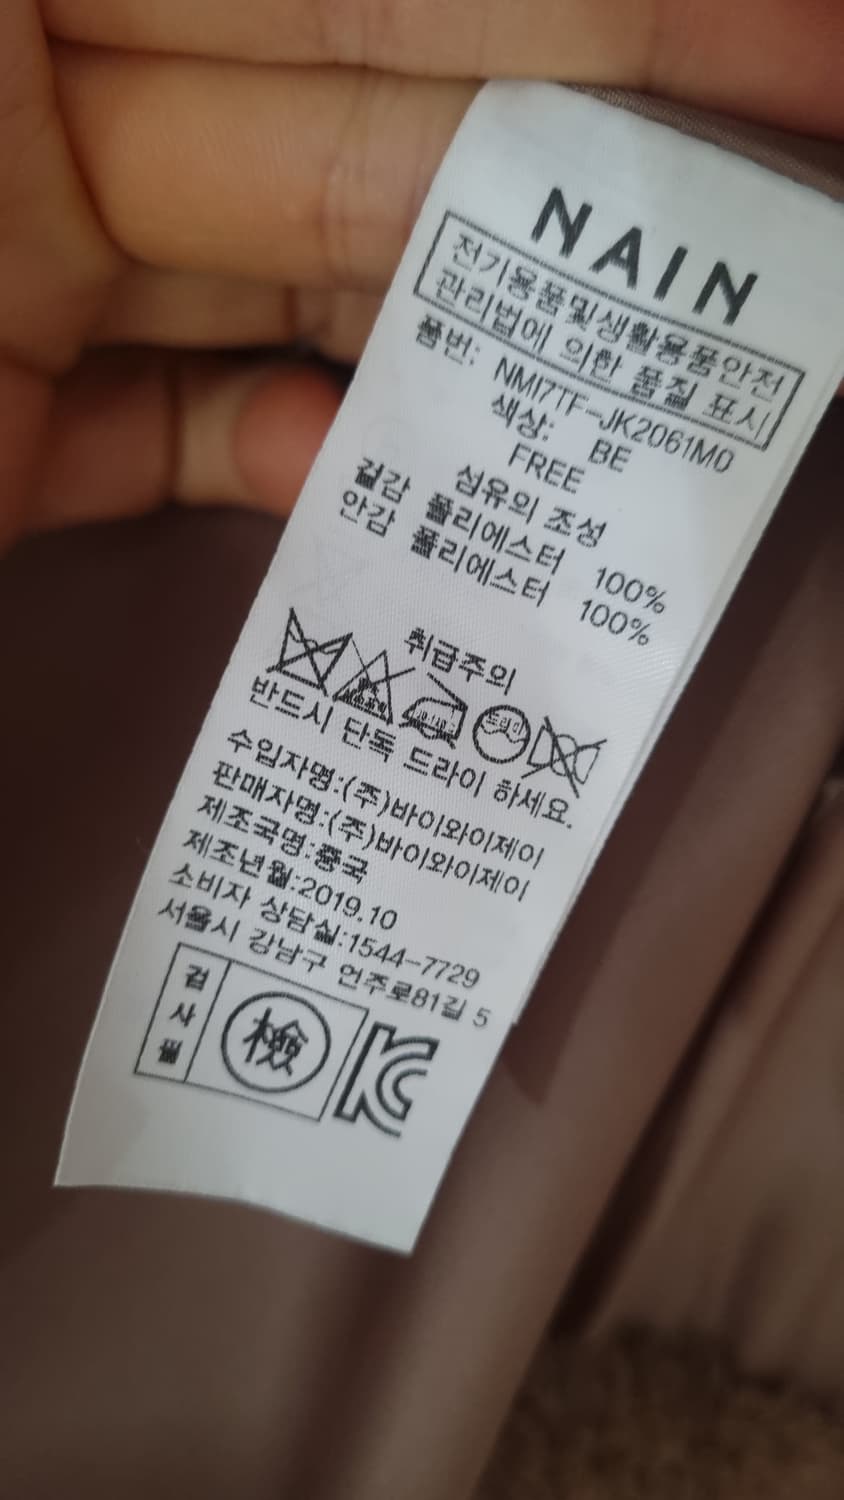 NAIN
전기용품및생활용품안전
관리법에 의한 품질 표시
품번: NMI7TF-JK2061M0
색상: BE
FREE
섬유의 조성
겉감 폴리에스터 100%
안감 폴리에스터 100%
취급주의
드라이
반드시 단독 드라이 하세요.
수입자명:(주)바이와이제이
판매자명:(주)바이와이제이
제조국명:중국
제조년월:2019.10
소비자 상담실:1544-7729
서울시 강남구 언주로81길 5
검사필
檢
KC